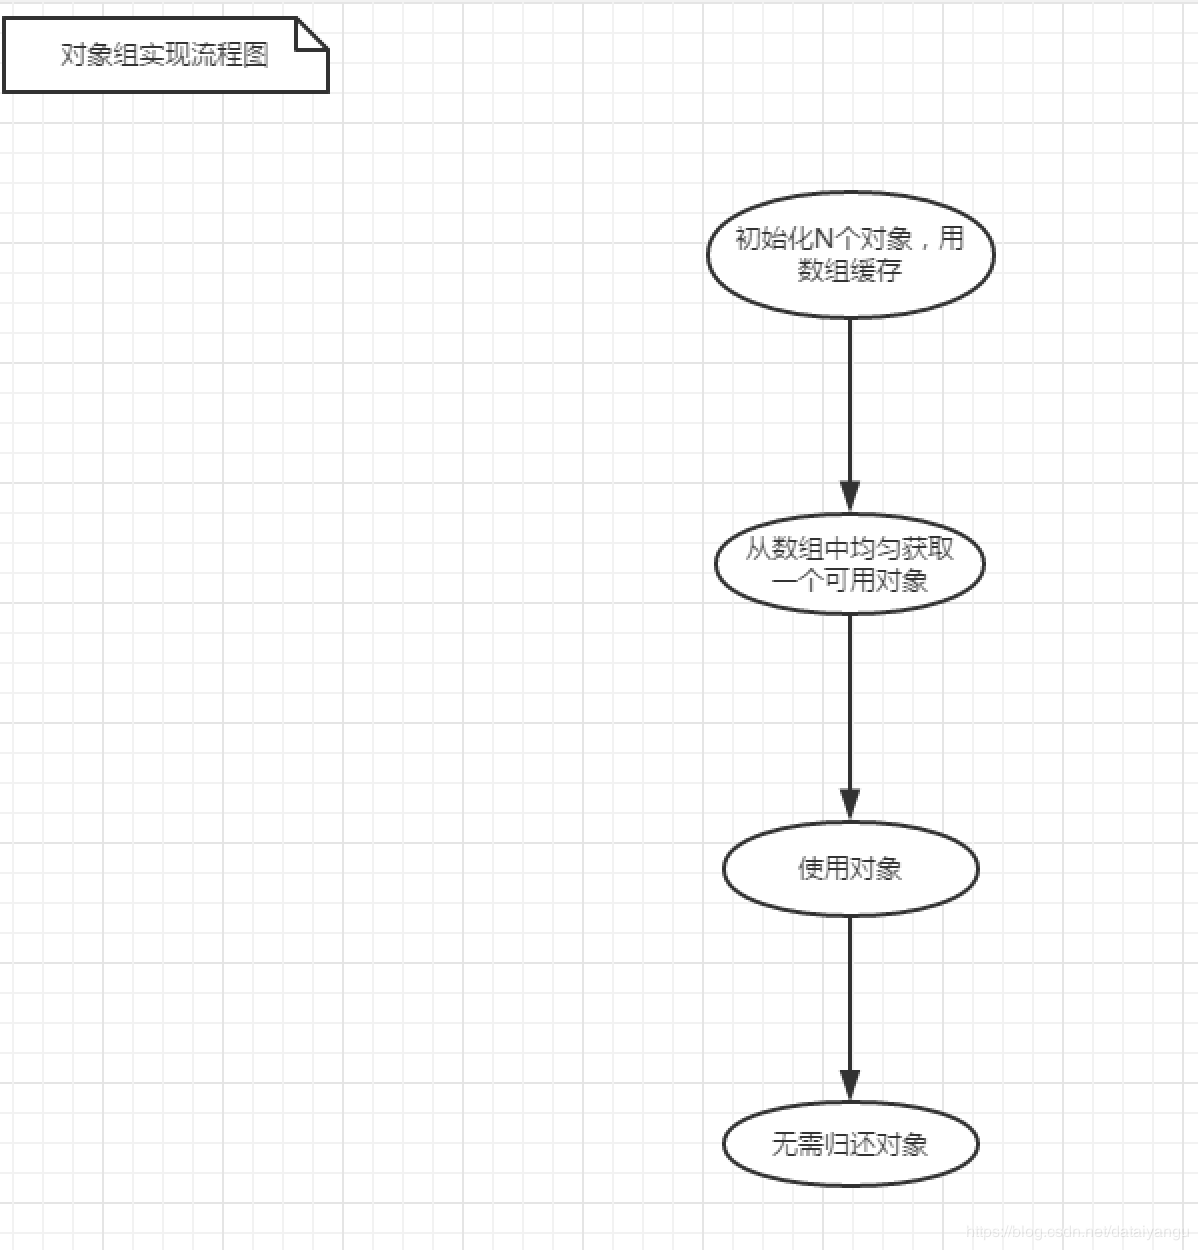 对象组实现流程图
初始化N个对象，用
数组缓存
从数组中均匀获取
一个可用对象
使用对象
无需归还对象
https://blog.csdn.net/dataiyangu